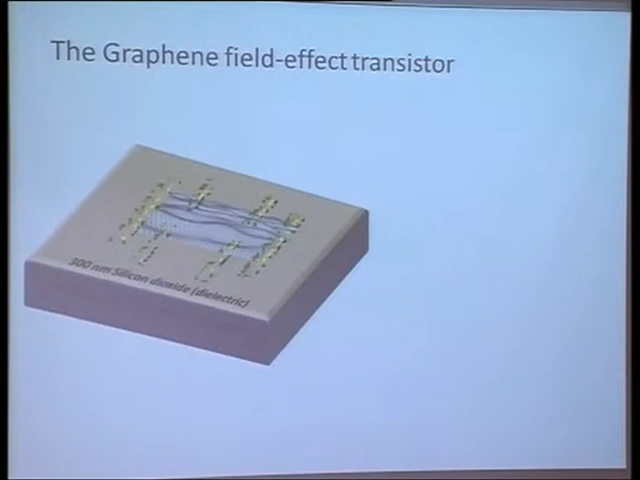 The Graphene field-effect transistor
300 nm Silicon dioxide (dielectric)